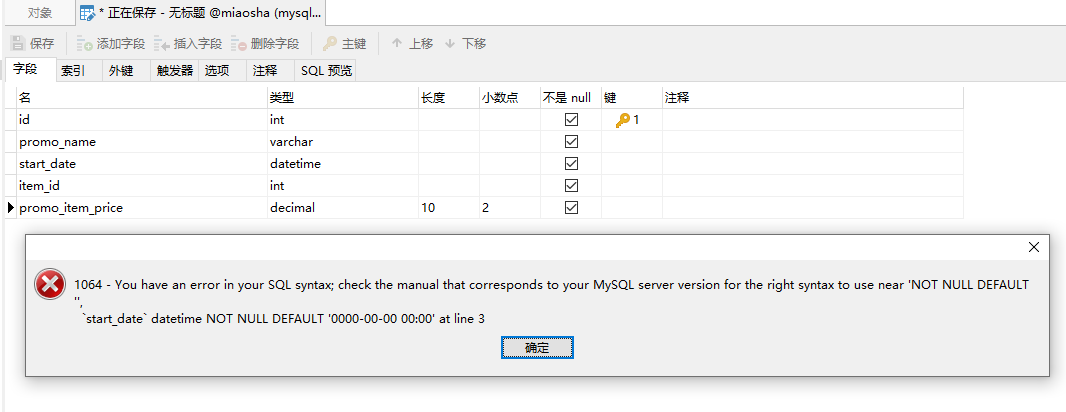 对象 * 正在保存 - 无标题 @miaosha (mysql...
保存 添加字段 插入字段 删除字段 主键 上移 下移
字段 索引 外键 触发器 选项 注释 SQL 预览
名 类型 长度 小数点 不是 null 键 注释
id int 1
promo_name varchar
start_date datetime
item_id int
promo_item_price decimal 10 2
1064 - You have an error in your SQL syntax; check the manual that corresponds to your MySQL server version for the right syntax to use near 'NOT NULL DEFAULT
'',
`start_date` datetime NOT NULL DEFAULT '0000-00-00 00:00' at line 3
确定